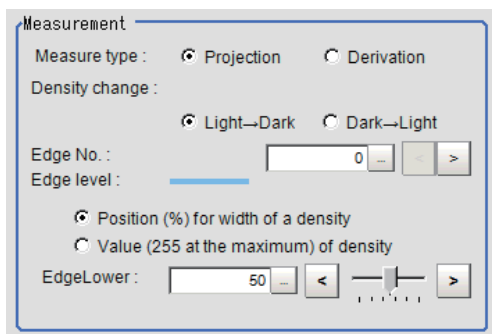 Measurement
Measure type : Projection Derivation
Density change :
Light→Dark Dark→Light
Edge No. : 0 ... < >
Edge level :
Position (%) for width of a density
Value (255 at the maximum) of density
EdgeLower : 50 ... < >